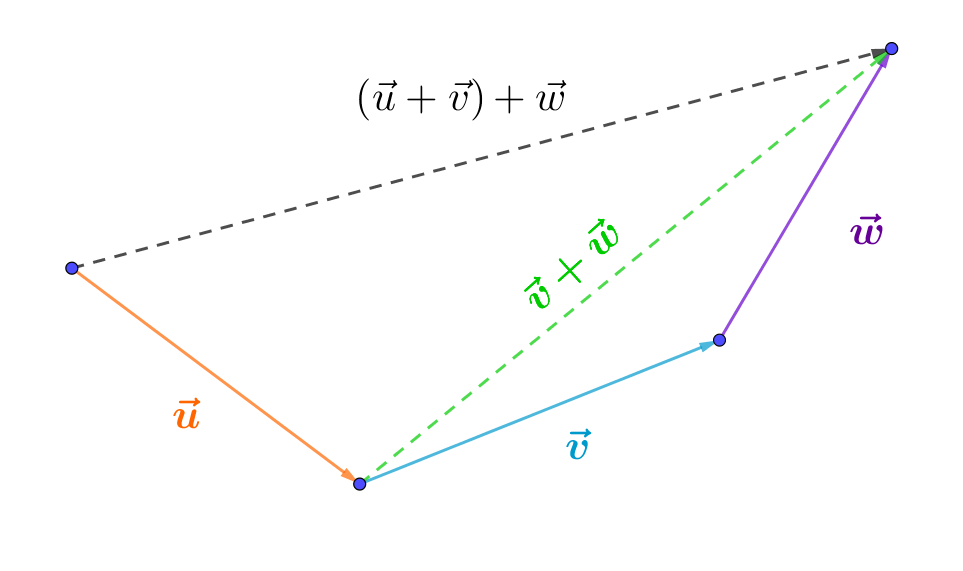 (u⃗ + v⃗) + w⃗
v⃗ + w⃗
w⃗
u⃗
v⃗